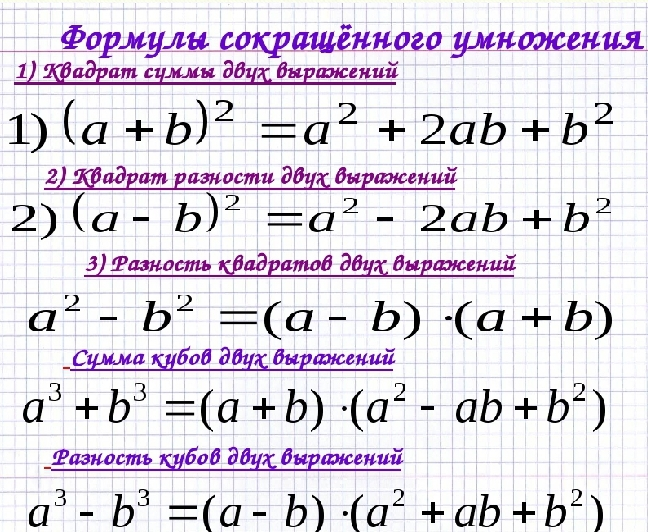 Формулы сокращённого умножения
1) Квадрат суммы двух выражений
1) (a + b)² = a² + 2ab + b²
2) Квадрат разности двух выражений
2) (a - b)² = a² - 2ab + b²
3) Разность квадратов двух выражений
a² - b² = (a - b) · (a + b)
Сумма кубов двух выражений
a³ + b³ = (a + b) · (a² - ab + b²)
Разность кубов двух выражений
a³ - b³ = (a - b) · (a² + ab + b²)